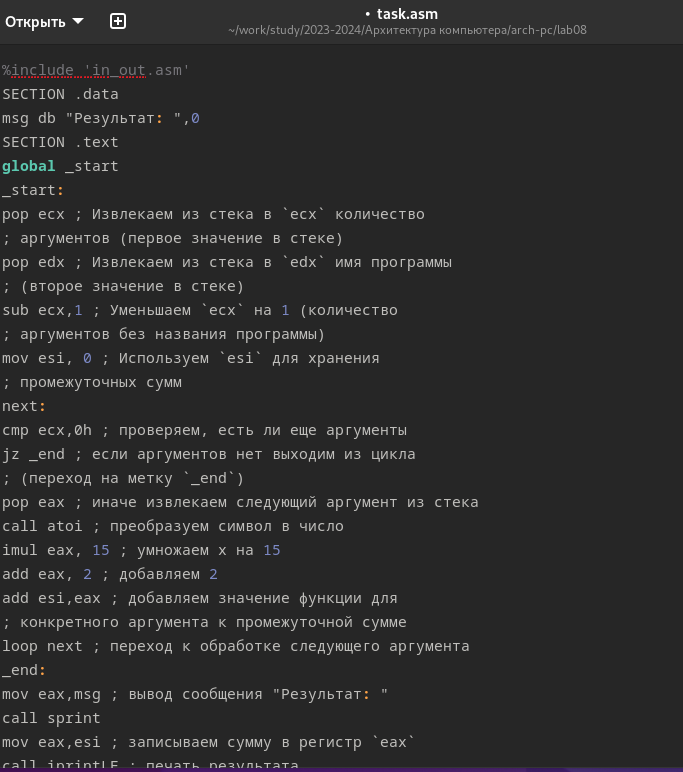 Открыть
• task.asm
~/work/study/2023-2024/Архитектура компьютера/arch-pc/lab08
%include 'in_out.asm'
SECTION .data
msg db "Результат: ",0
SECTION .text
global _start
_start:
pop ecx ; Извлекаем из стека в `ecx` количество
; аргументов (первое значение в стеке)
pop edx ; Извлекаем из стека в `edx` имя программы
; (второе значение в стеке)
sub ecx,1 ; Уменьшаем `ecx` на 1 (количество
; аргументов без названия программы)
mov esi, 0 ; Используем `esi` для хранения
; промежуточных сумм
next:
cmp ecx,0h ; проверяем, есть ли еще аргументы
jz _end ; если аргументов нет выходим из цикла
; (переход на метку `_end`)
pop eax ; иначе извлекаем следующий аргумент из стека
call atoi ; преобразуем символ в число
imul eax, 15 ; умножаем x на 15
add eax, 2 ; добавляем 2
add esi,eax ; добавляем значение функции для
; конкретного аргумента к промежуточной сумме
loop next ; переход к обработке следующего аргумента
_end:
mov eax,msg ; вывод сообщения "Результат: "
call sprint
mov eax,esi ; записываем сумму в регистр `eax`
call iprintLF ; печать результата